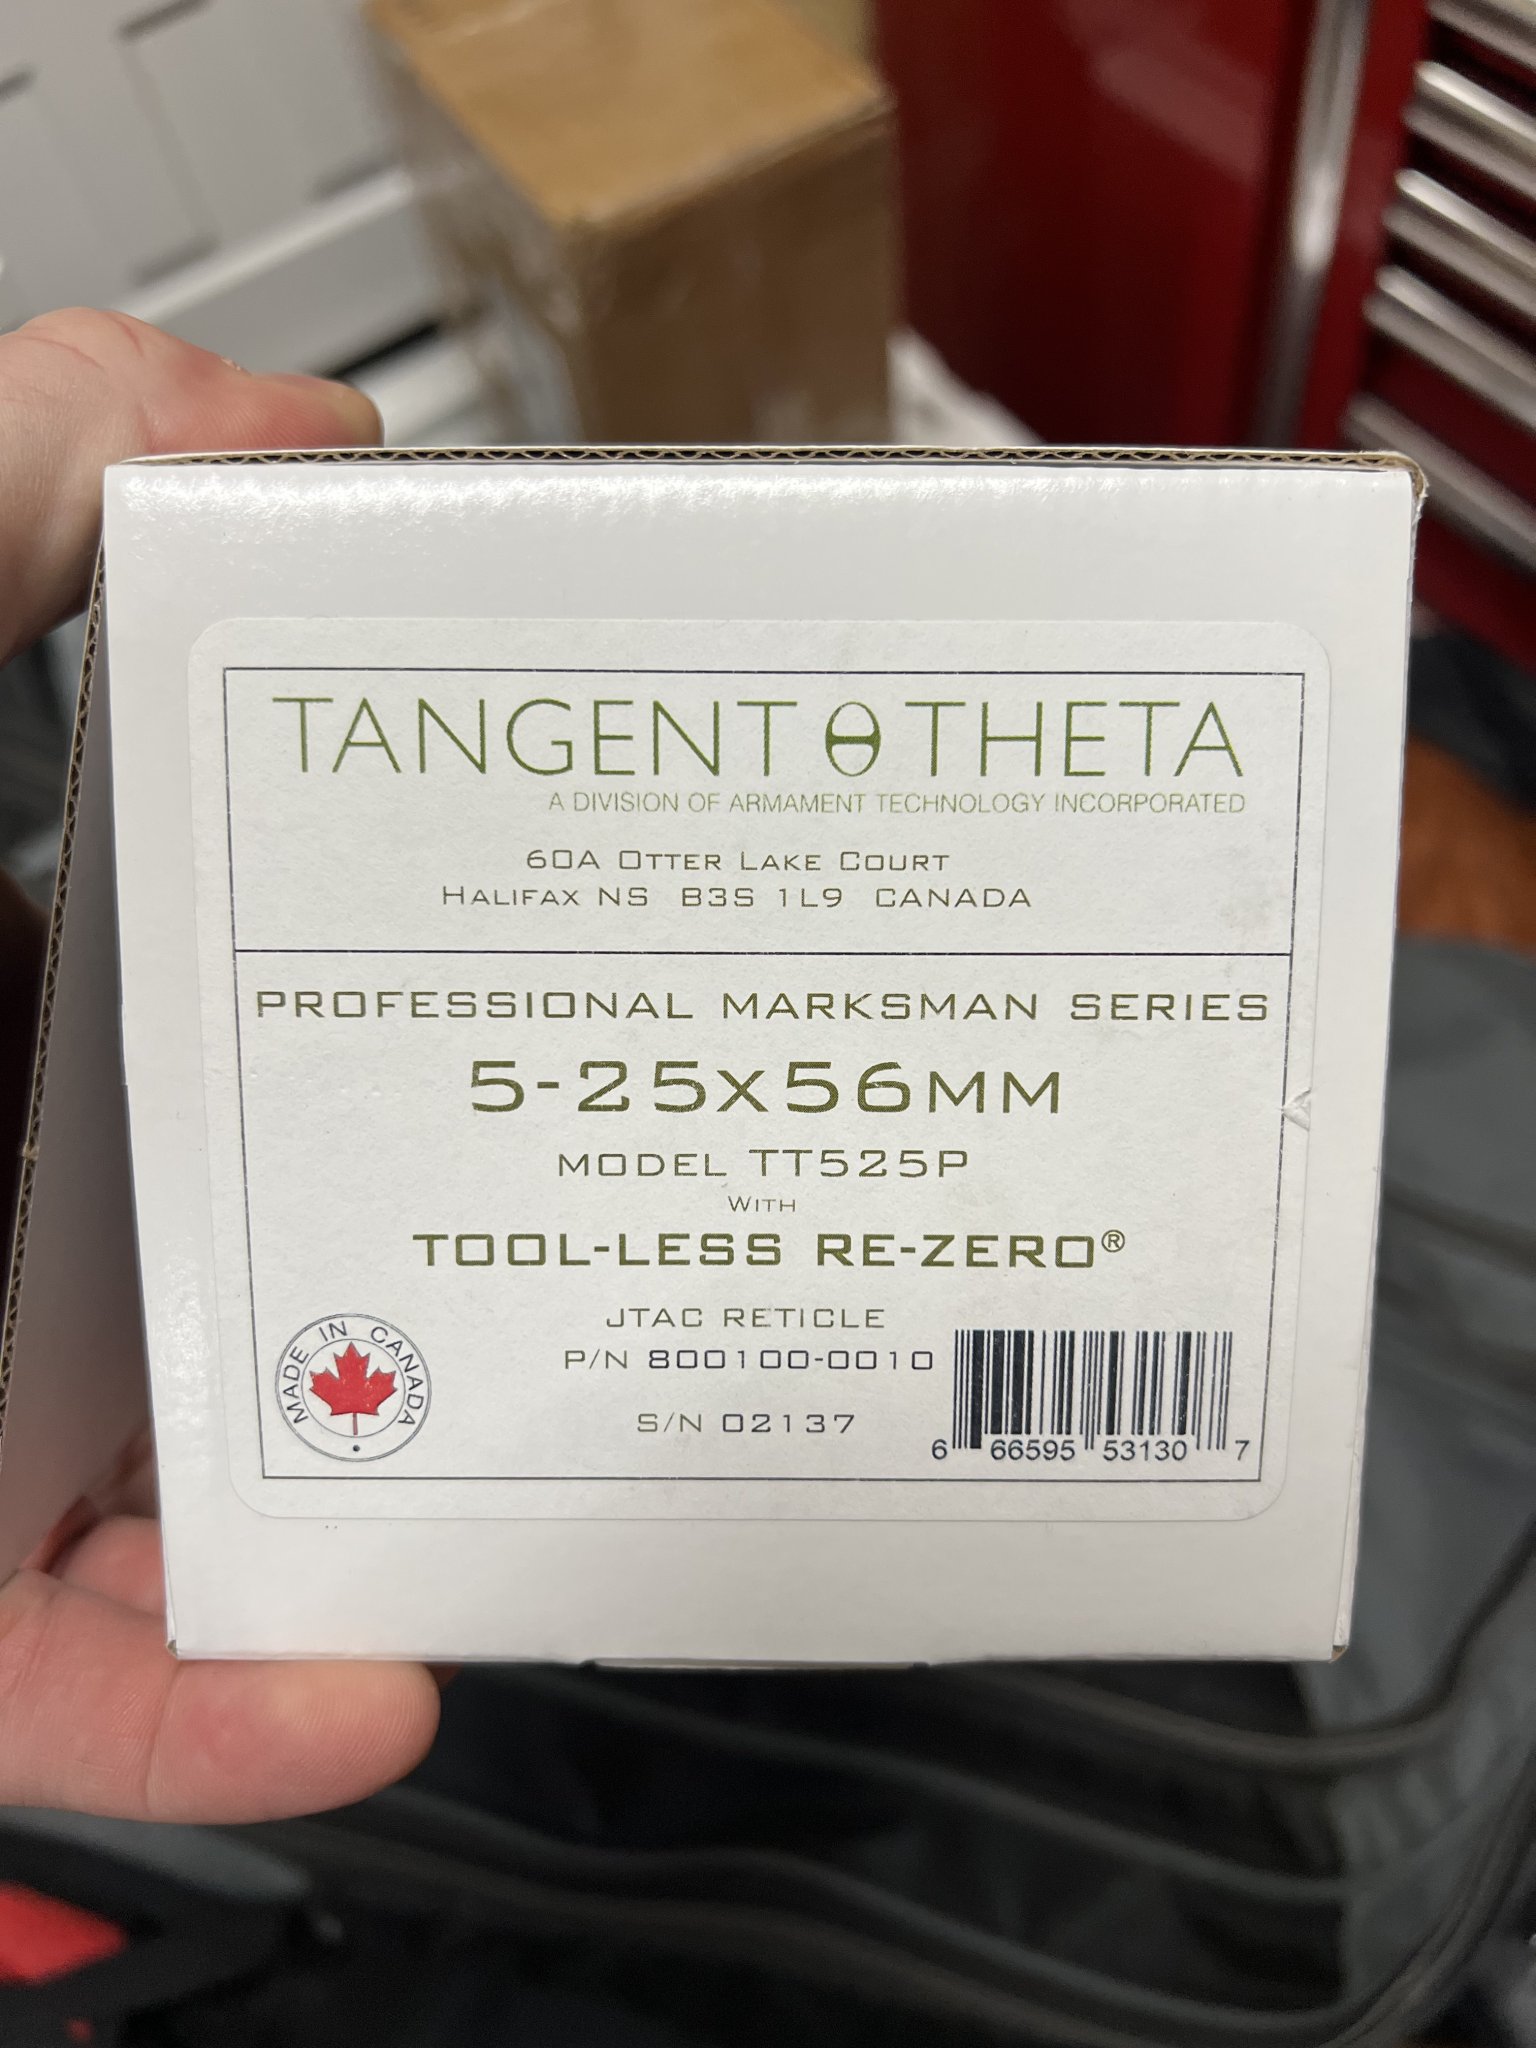 TANGENT θ THETA
A DIVISION OF ARMAMENT TECHNOLOGY INCORPORATED
60A OTTER LAKE COURT
HALIFAX NS B3S 1L9 CANADA
PROFESSIONAL MARKSMAN SERIES
5-25X56MM
MODEL TT525P
WITH
TOOL-LESS RE-ZERO®
JTAC RETICLE
P/N 800100-0010
S/N 02137
MADE IN CANADA
6 66595 53130 7